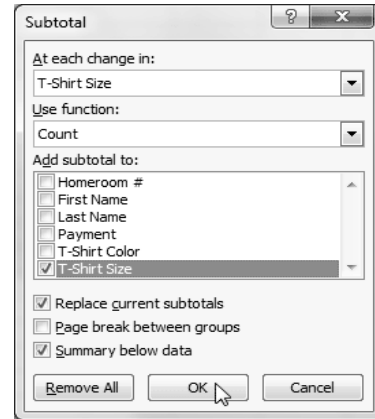 Subtotal
At each change in:
T-Shirt Size
Use function:
Count
Add subtotal to:
Homeroom #
First Name
Last Name
Payment
T-Shirt Color
T-Shirt Size
Replace current subtotals
Page break between groups
Summary below data
Remove All OK Cancel